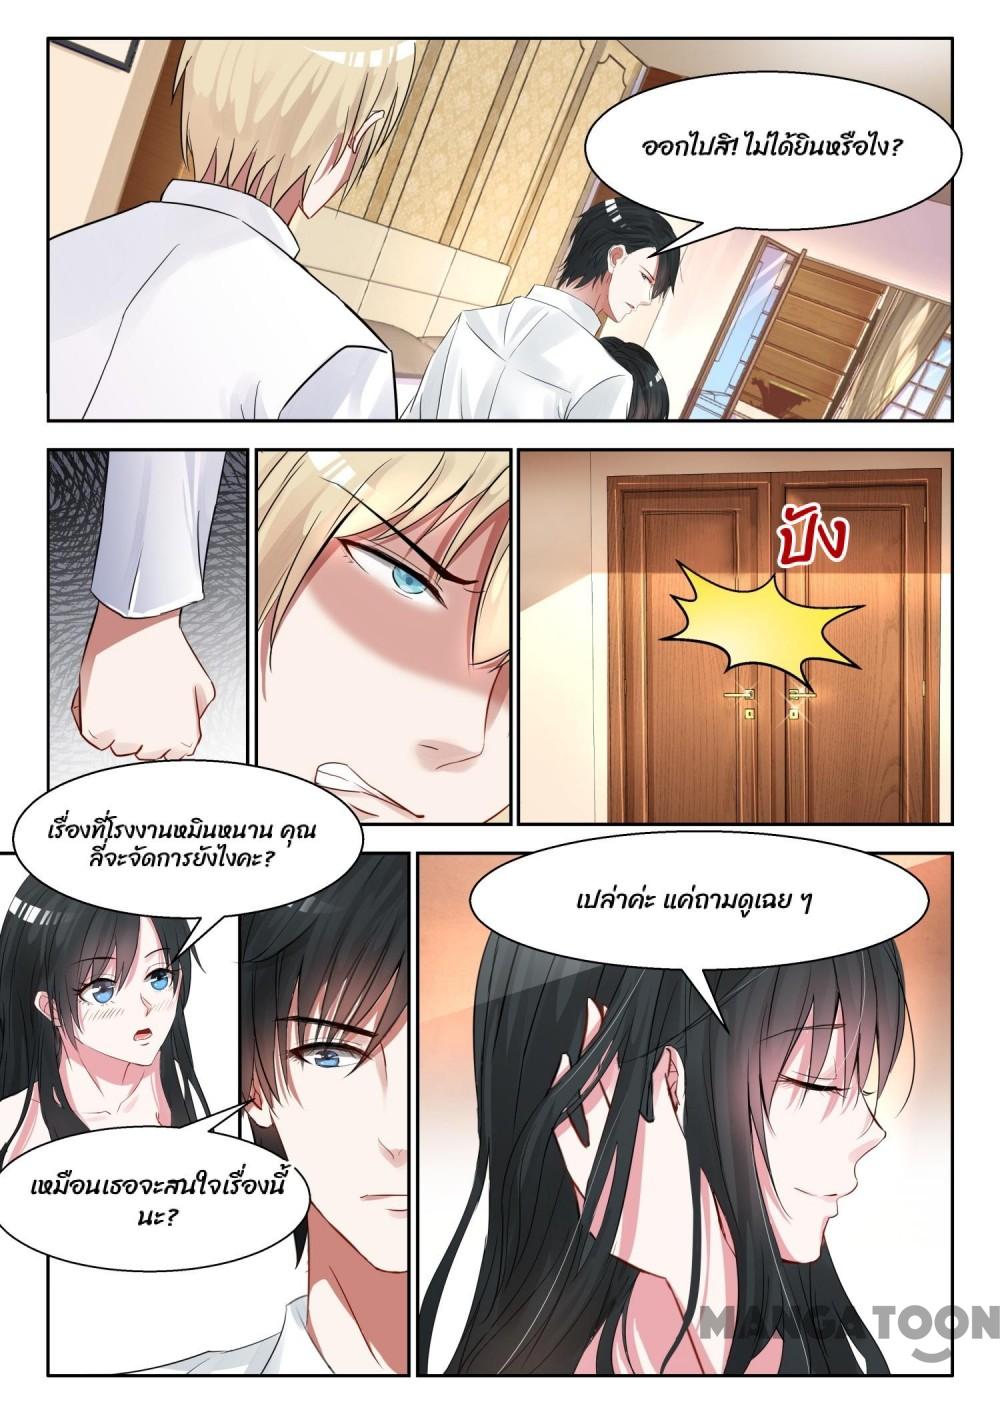 ออกไปสิ! ไม่ได้ยินหรือไง?
ปัง
เรื่องที่โรงงานหมินหนาน คุณ
ลี่จะจัดการยังไงคะ?
เปล่าค่ะ แค่ถามดูเฉย ๆ
เหมือนเธอจะสนใจเรื่องนี้
นะ?
MANGATOON